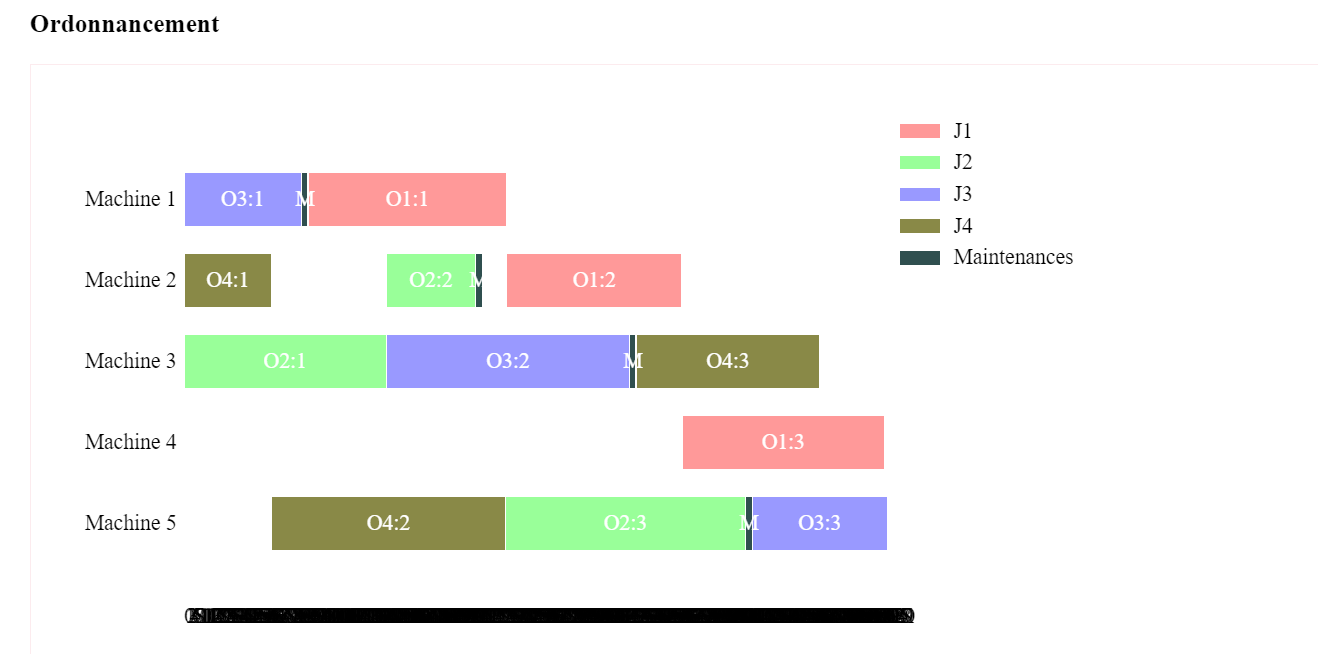 Ordonnancement
J1
J2
J3
J4
Maintenances
Machine 1 O3:1 M O1:1
Machine 2 O4:1 O2:2 M O1:2
Machine 3 O2:1 O3:2 M O4:3
Machine 4 O1:3
Machine 5 O4:2 O2:3 M O3:3